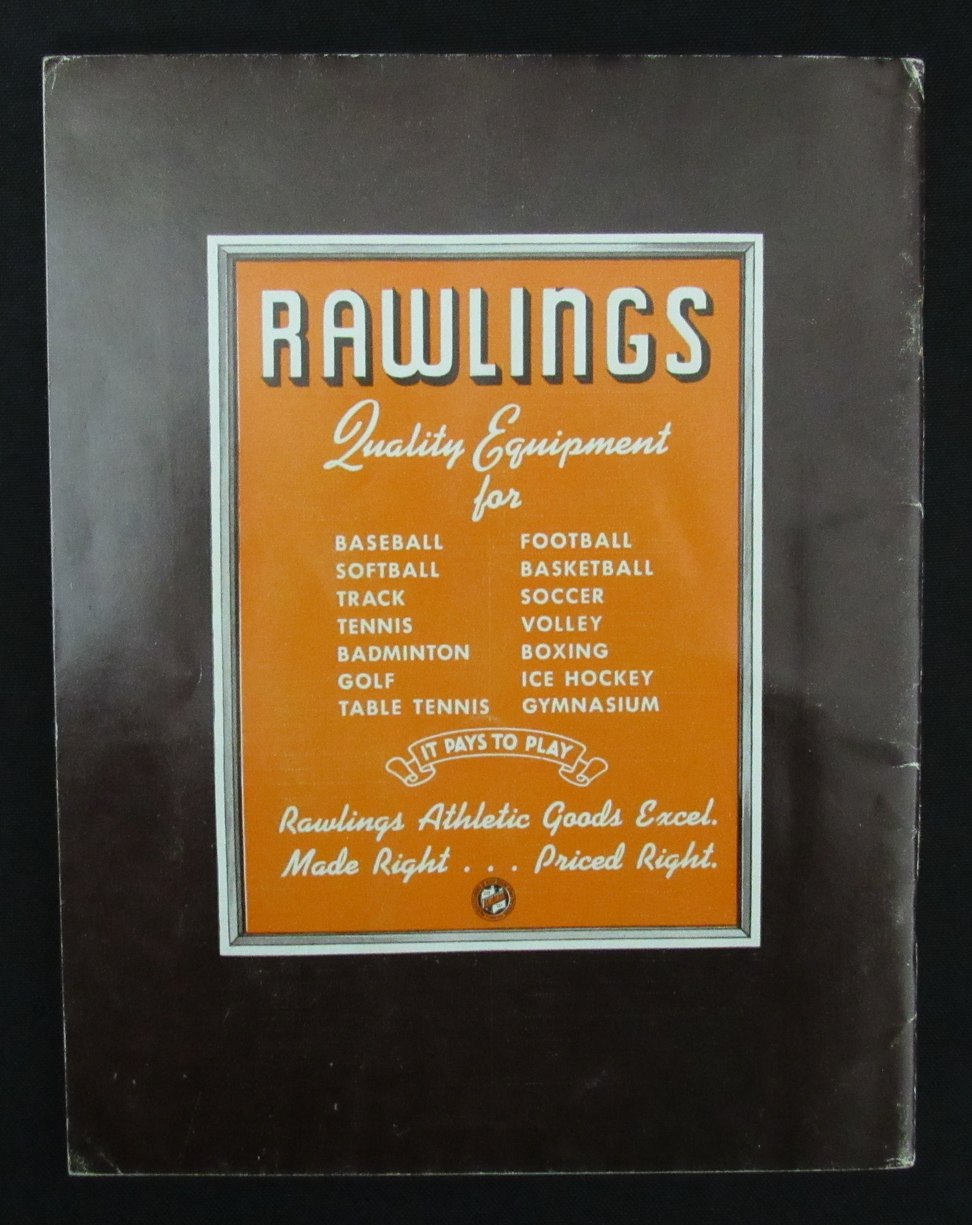 RAWLINGS
Quality Equipment
for
BASEBALL
SOFTBALL
TRACK
TENNIS
BADMINTON
GOLF
TABLE TENNIS
FOOTBALL
BASKETBALL
SOCCER
VOLLEY
BOXING
ICE HOCKEY
GYMNASIUM
IT PAYS TO PLAY
Rawlings Athletic Goods Excel.
Made Right . . . Priced Right.